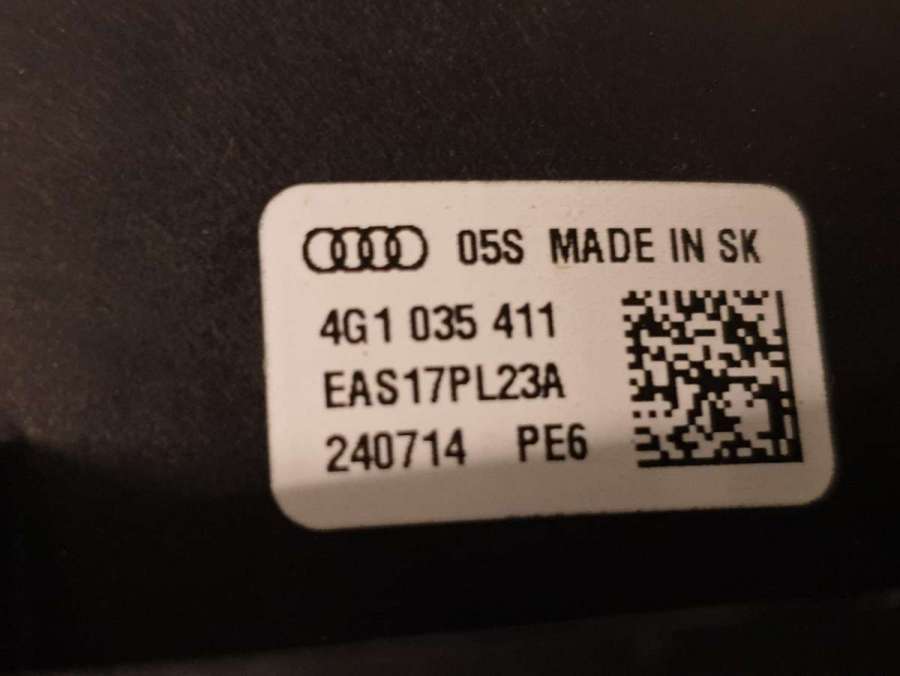 05S MADE IN SK
4G1 035 411
EAS17PL23A
240714 PE6